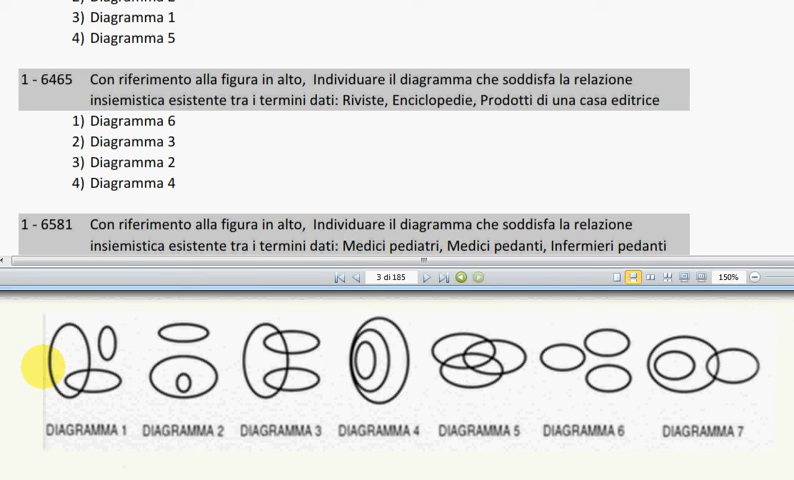 3) Diagramma 1
4) Diagramma 5
1 - 6465 Con riferimento alla figura in alto, Individuare il diagramma che soddisfa la relazione
insiemistica esistente tra i termini dati: Riviste, Enciclopedie, Prodotti di una casa editrice
1) Diagramma 6
2) Diagramma 3
3) Diagramma 2
4) Diagramma 4
1 - 6581 Con riferimento alla figura in alto, Individuare il diagramma che soddisfa la relazione
insiemistica esistente tra i termini dati: Medici pediatri, Medici pedanti, Infermieri pedanti
3 di 185 150%
DIAGRAMMA 1 DIAGRAMMA 2 DIAGRAMMA 3 DIAGRAMMA 4 DIAGRAMMA 5 DIAGRAMMA 6 DIAGRAMMA 7